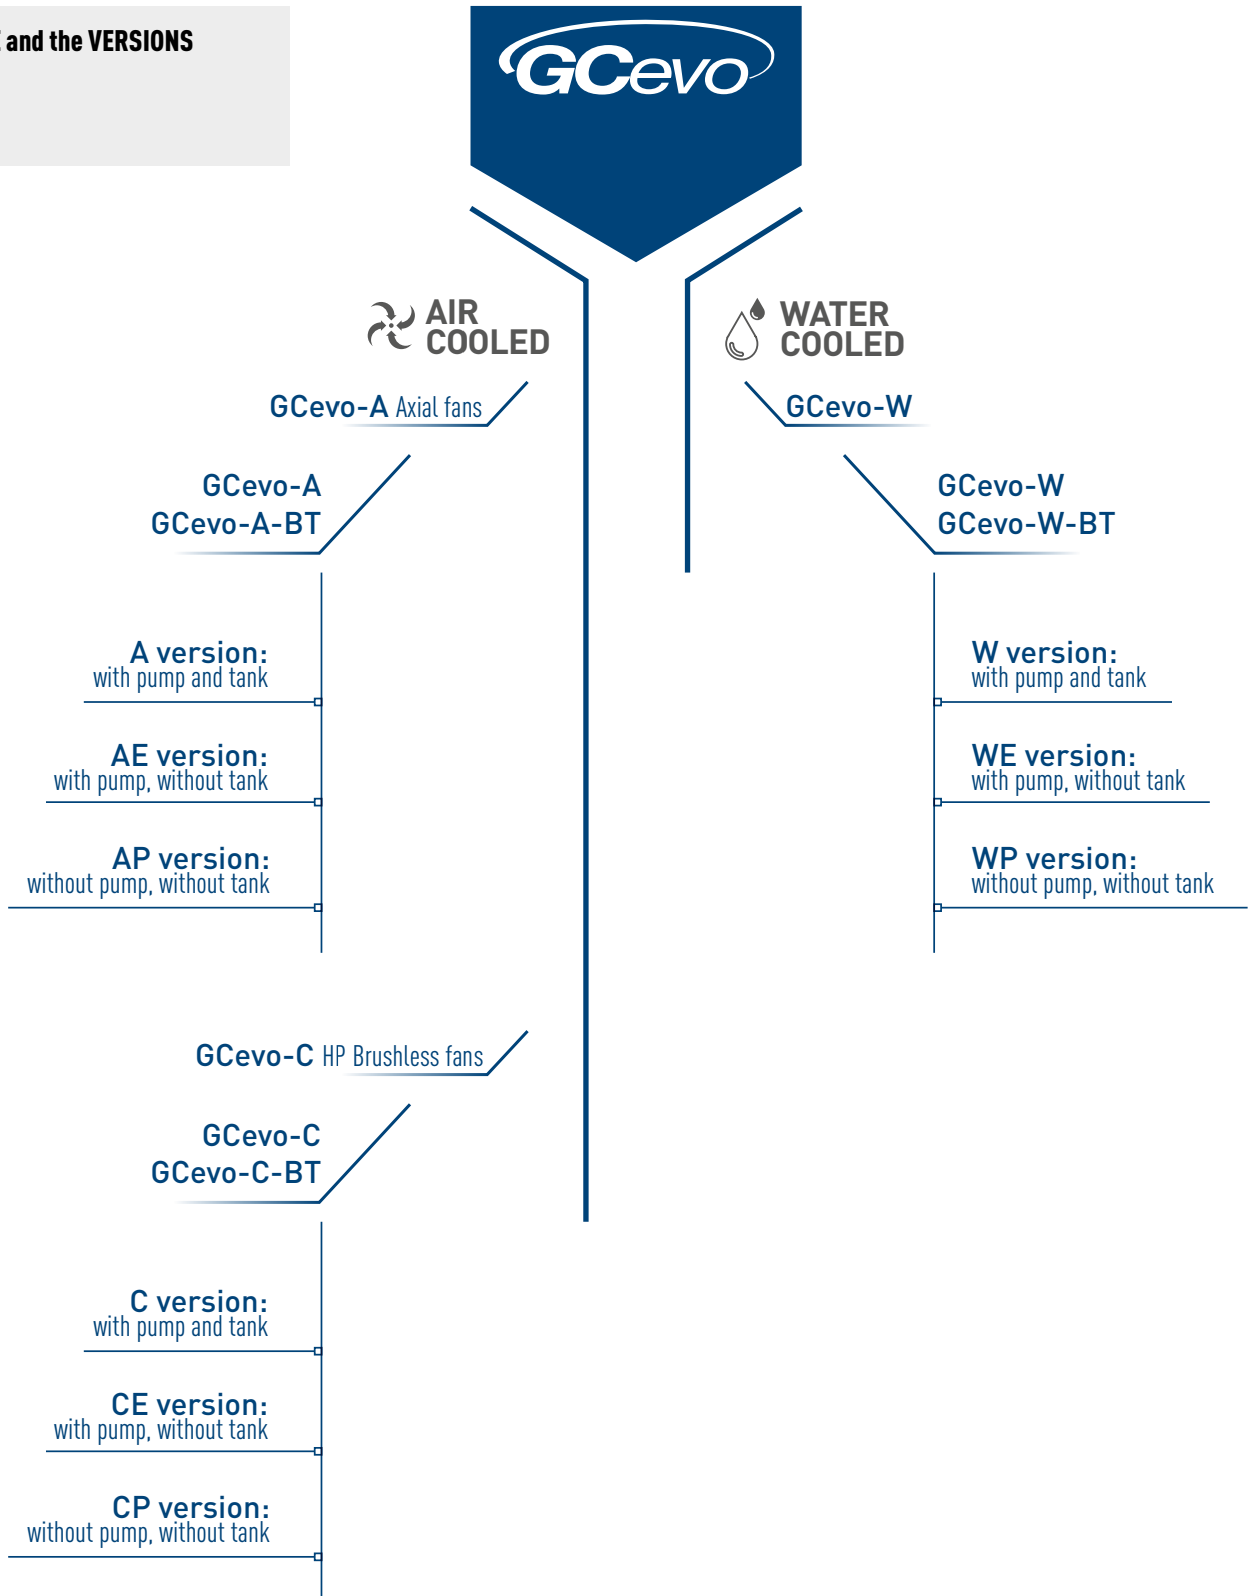 and the VERSIONS
GCevo
AIR
COOLED
GCevo-A Axial fans
GCevo-A
GCevo-A-BT
A version:
with pump and tank
AE version:
with pump, without tank
AP version:
without pump, without tank
GCevo-C HP Brushless fans
GCevo-C
GCevo-C-BT
C version:
with pump and tank
CE version:
with pump, without tank
CP version:
without pump, without tank
WATER
COOLED
GCevo-W
GCevo-W
GCevo-W-BT
W version:
with pump and tank
WE version:
with pump, without tank
WP version:
without pump, without tank